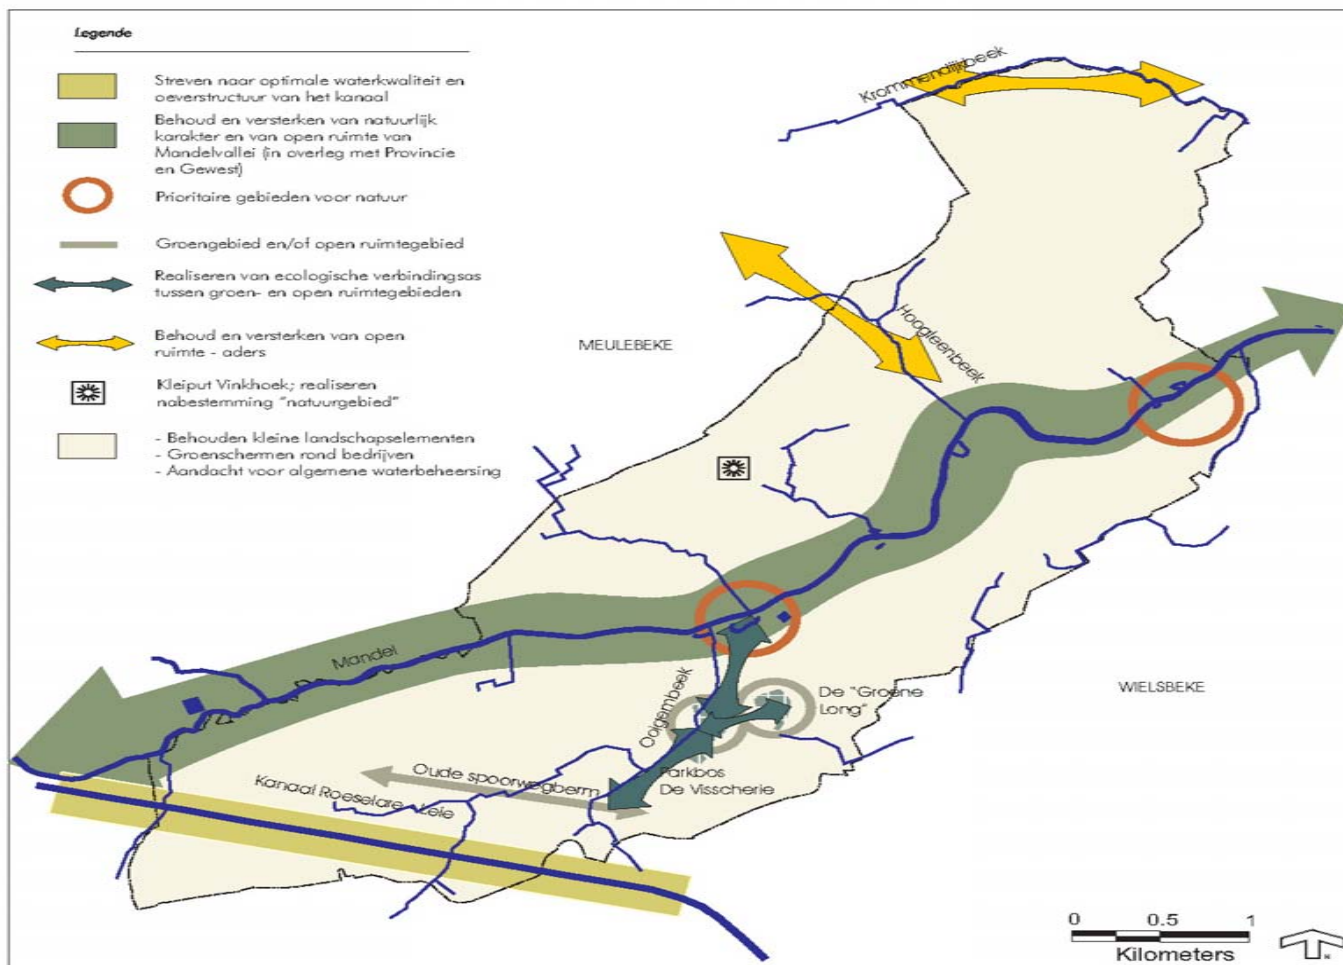 Legende
Streven naar optimale waterkwaliteit en
oeverstructuur van het kanaal
Behoud en versterken van natuurlijk
karakter en van open ruimte van
Mandelvallei (in overleg met Provincie
en Gewest)
Prioritaire gebieden voor natuur
Groengebied en/of open ruimtegebied
Realiseren van ecologische verbindingsas
tussen groen- en open ruimtegebieden
Behoud en versterken van open
ruimte - aders
Kleiput Vinkhoek; realiseren
nabestemming "natuurgebied"
- Behouden kleine landschapselementen
- Groenschermen rond bedrijven
- Aandacht voor algemene waterbeheersing
Krommendijkbeek
Hoogleenbeek
MEULEBEKE
Mandel
Ooigembeek
De "Groene
Long"
WIELSBEKE
Parkbos
De Visscherie
Oude spoorwegberm
Kanaal Roeselare - Leie
0 0.5 1
Kilometers
N